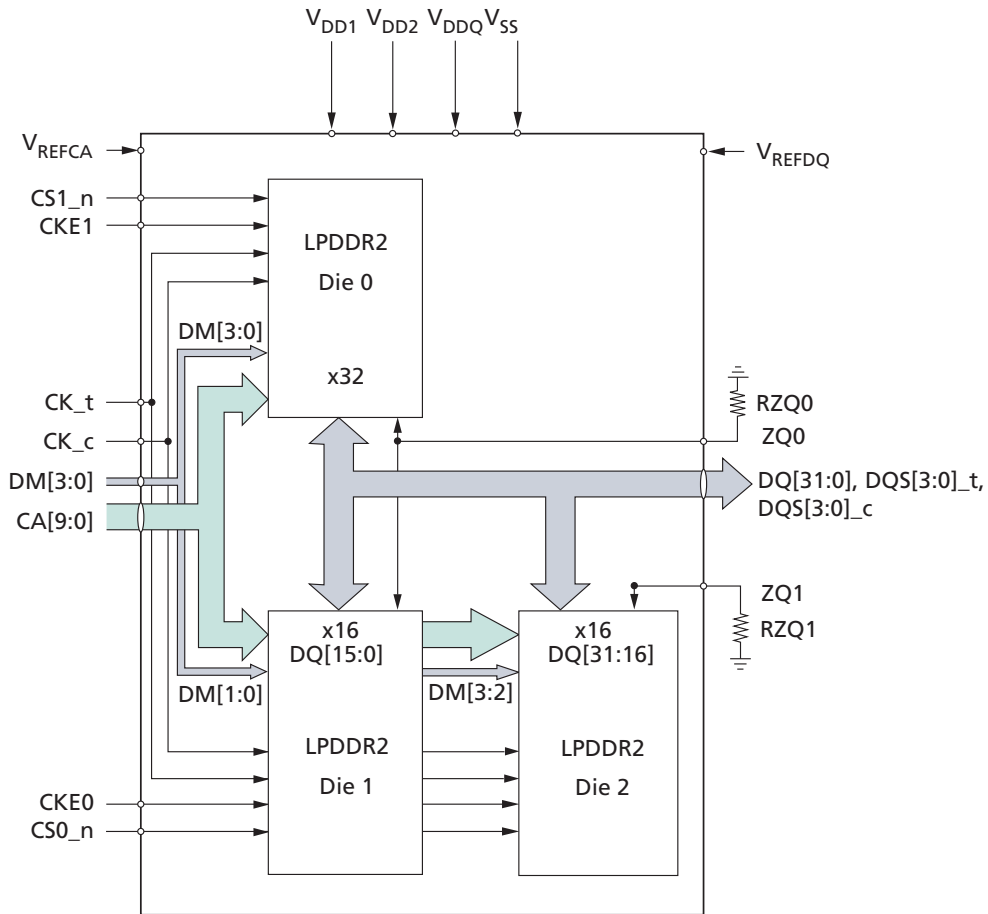 VDD1 VDD2 VDDQ VSS
VREFCA
VREFDQ
CS1_n
CKE1
LPDDR2
Die 0
DM[3:0]
x32
CK_t
CK_c
RZQ0
ZQ0
DM[3:0]
CA[9:0]
DQ[31:0], DQS[3:0]_t,
DQS[3:0]_c
ZQ1
RZQ1
x16
DQ[15:0]
x16
DQ[31:16]
DM[1:0]
DM[3:2]
LPDDR2
Die 1
LPDDR2
Die 2
CKE0
CS0_n